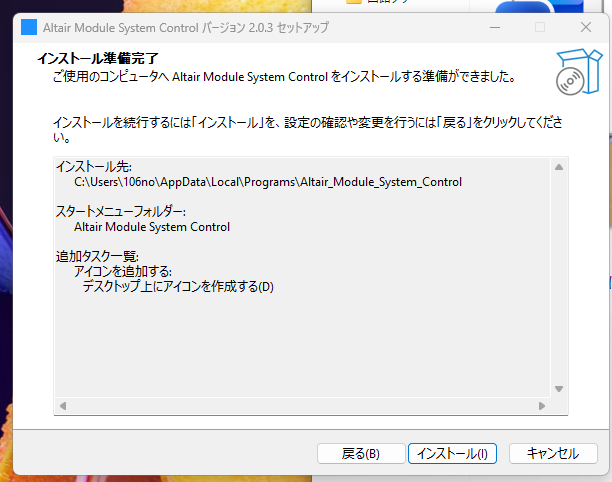 Altair Module System Control バージョン 2.0.3 セットアップ
インストール準備完了
ご使用のコンピュータへ Altair Module System Control をインストールする準備ができました。
インストールを続行するには「インストール」を、設定の確認や変更を行うには「戻る」をクリックしてくださ
い。
インストール先:
C:\Users\106no\AppData\Local\Programs\Altair_Module_System_Control
スタートメニューフォルダー:
Altair Module System Control
追加タスク一覧:
アイコンを追加する:
デスクトップ上にアイコンを作成する(D)
戻る(B)
インストール(I)
キャンセル